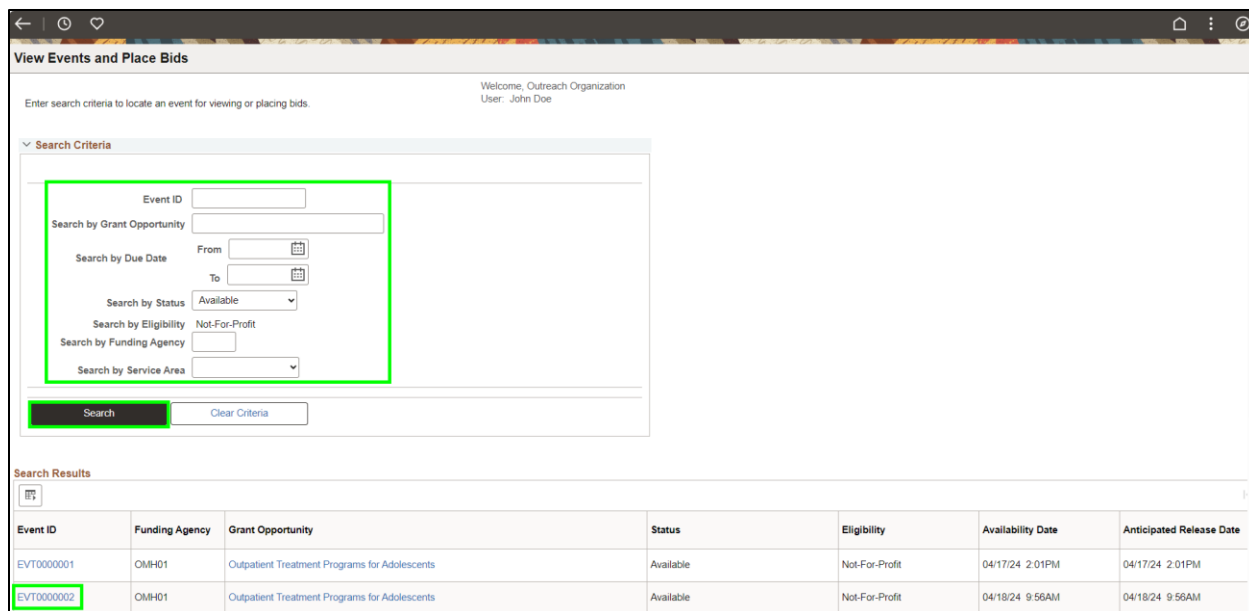 View Events and Place Bids
Welcome, Outreach Organization
User: John Doe
Enter search criteria to locate an event for viewing or placing bids.
Search Criteria
Event ID
Search by Grant Opportunity
Search by Due Date
From
To
Search by Status Available
Search by Eligibility Not-For-Profit
Search by Funding Agency
Search by Service Area
Search Clear Criteria
Search Results
Event ID Funding Agency Grant Opportunity Status Eligibility Availability Date Anticipated Release Date
EVT0000001 OMH01 Outpatient Treatment Programs for Adolescents Available Not-For-Profit 04/17/24 2:01PM 04/17/24 2:01PM
EVT0000002 OMH01 Outpatient Treatment Programs for Adolescents Available Not-For-Profit 04/18/24 9:56AM 04/18/24 9:56AM